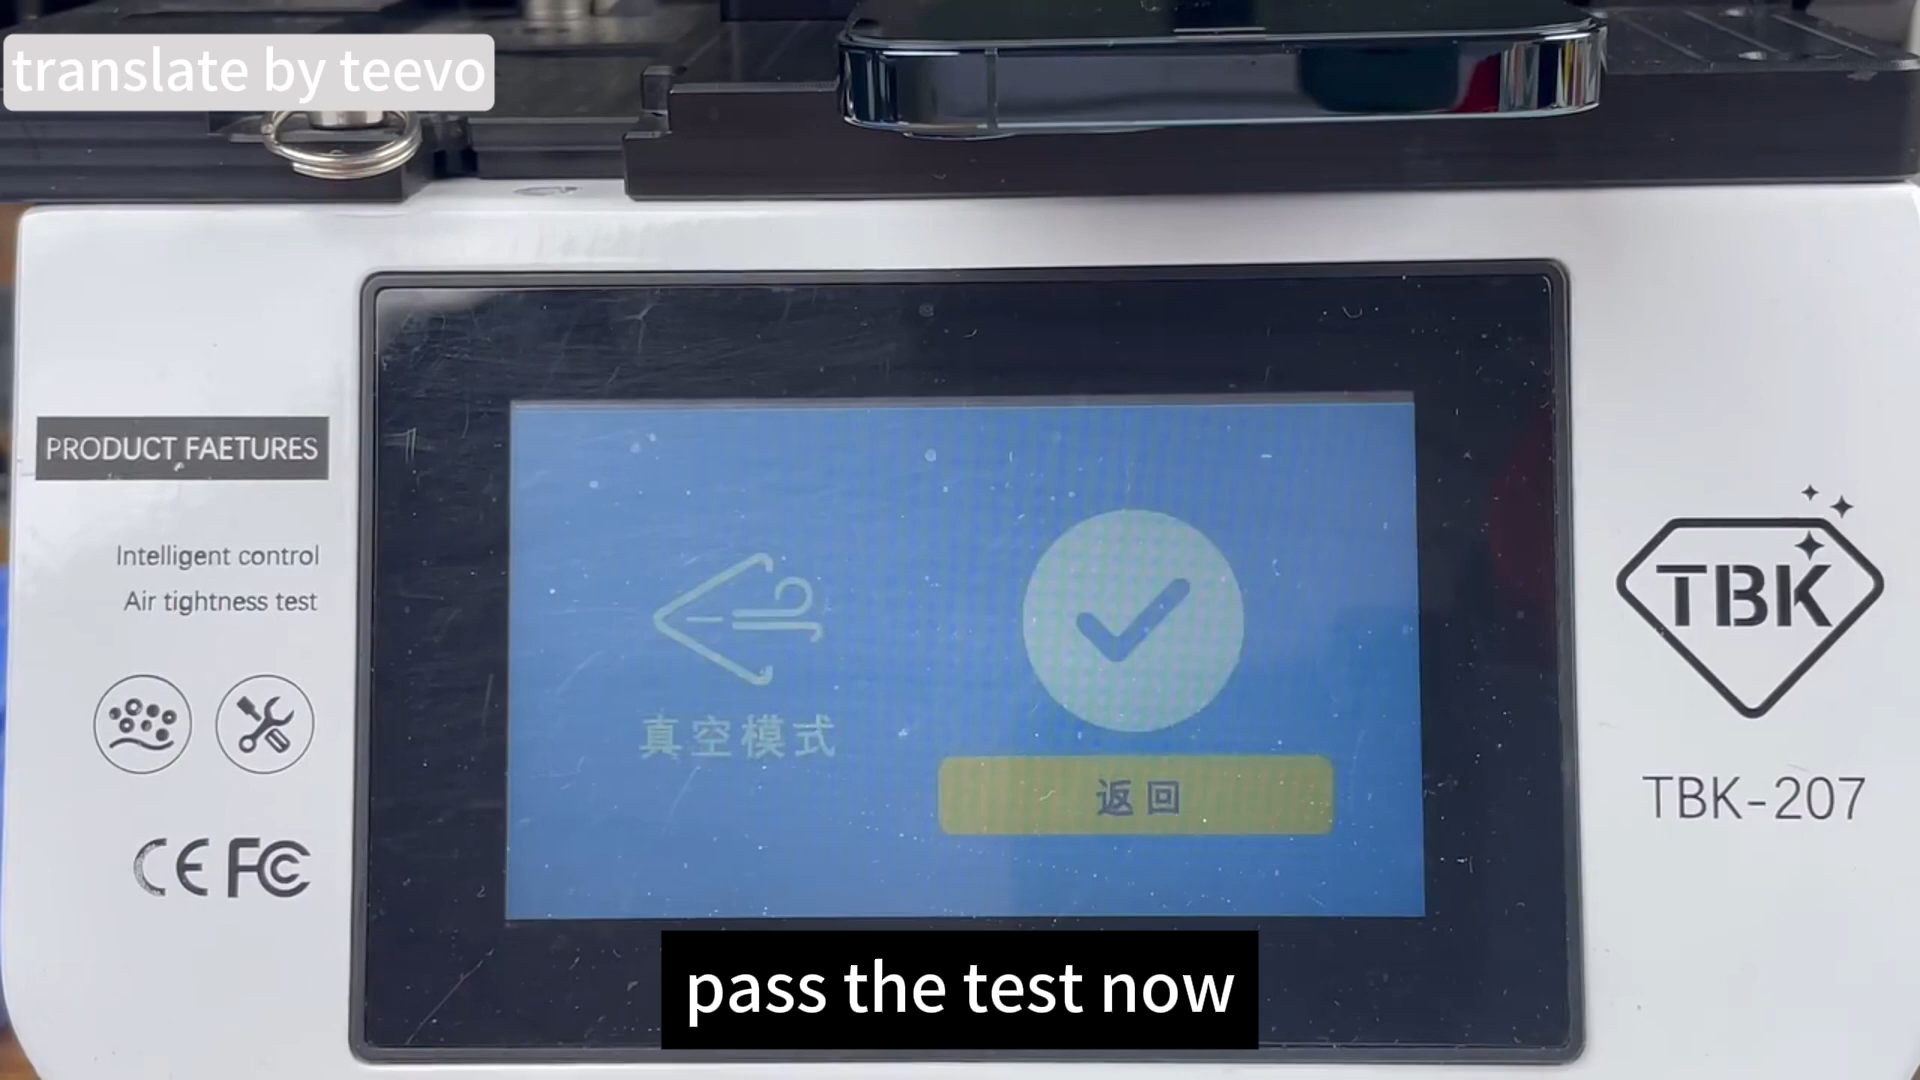 translate by teevo
PRODUCT FAETURES
Intelligent control
Air tightness test
CE FC
真空模式
返回
TBK
TBK-207
pass the test now